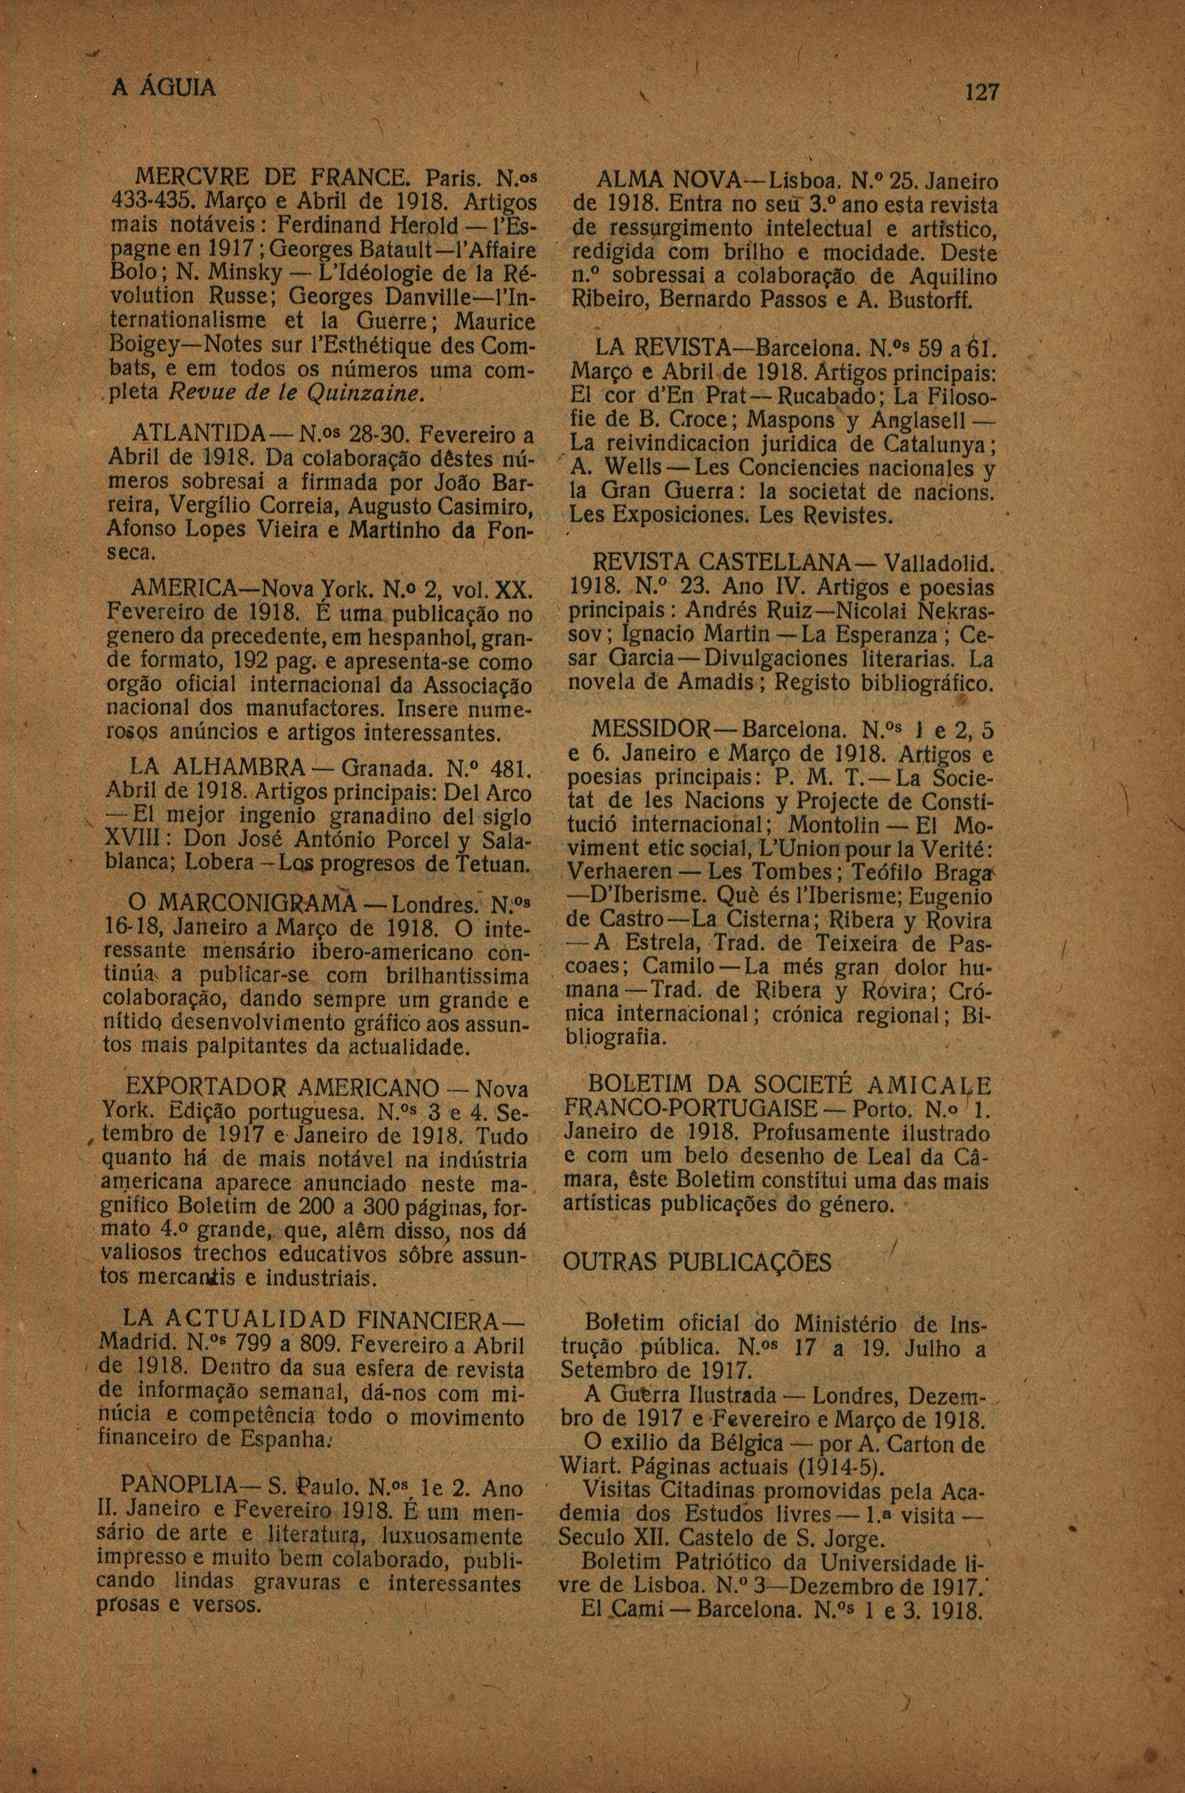 A ÁGUIA
127
MERCVRE DE FRANCE. Paris. N.os
433-435. Março e Abril de 1918. Artigos
mais notáveis: Ferdinand Herold — l'Es-
pagne en 1917; Georges Batault—l'Affaire
Bolo; N. Minsky — L'Idéologie de la Ré-
volution Russe; Georges Danville—l'In-
ternationalisme et la Guerre; Maurice
Boigey—Notes sur l'Esthétique des Com-
bats, e em todos os números uma com-
pleta Revue de le Quinzaine.
ATLANTIDA— N.os 28-30. Fevereiro a
Abril de 1918. Da colaboração dêstes nú-
meros sobresai a firmada por João Bar-
reira, Vergílio Correia, Augusto Casimiro,
Afonso Lopes Vieira e Martinho da Fon-
seca.
AMERICA—Nova York. N.º 2, vol. XX.
Fevereiro de 1918. É uma publicação no
genero da precedente, em hespanhol, gran-
de formato, 192 pag. e apresenta-se como
orgão oficial internacional da Associação
nacional dos manufactores. Insere nume-
rosos anúncios e artigos interessantes.
LA ALHAMBRA — Granada. N.º 481.
Abril de 1918. Artigos principais: Del Arco
— El mejor ingenio granadino del siglo
XVIII: Don José António Porcel y Sala-
blanca; Lobera —Los progresos de Tetuan.
O MARCONIGRAMA — Londres. N.os
16-18, Janeiro a Março de 1918. O inte-
ressante mensário ibero-americano con-
tinúa a publicar-se com brilhantissima
colaboração, dando sempre um grande e
nítido desenvolvimento gráfico aos assun-
tos mais palpitantes da actualidade.
EXPORTADOR AMERICANO — Nova
York. Edição portuguesa. N.os 3 e 4. Se-
tembro de 1917 e Janeiro de 1918. Tudo
quanto há de mais notável na indústria
americana aparece anunciado neste ma-
gnífico Boletim de 200 a 300 páginas, for-
mato 4.º grande, que, alêm disso, nos dá
valiosos trechos educativos sôbre assun-
tos mercantis e industriais.
LA ACTUALIDAD FINANCIERA—
Madrid. N.os 799 a 809. Fevereiro a Abril
de 1918. Dentro da sua esfera de revista
de informação semanal, dá-nos com mi-
núcia e competência todo o movimento
financeiro de Espanha.
PANOPLIA— S. Paulo. N.os 1e 2. Ano
II. Janeiro e Fevereiro 1918. É um men-
sário de arte e literatura, luxuosamente
impresso e muito bem colaborado, publi-
cando lindas gravuras e interessantes
prosas e versos.
ALMA NOVA—Lisboa. N.º 25. Janeiro
de 1918. Entra no seu 3.º ano esta revista
de ressurgimento intelectual e artístico,
redigida com brilho e mocidade. Deste
n.º sobressai a colaboração de Aquilino
Ribeiro, Bernardo Passos e A. Bustorff.
LA REVISTA—Barcelona. N.os 59 a 61.
Março e Abril de 1918. Artigos principais:
El cor d'En Prat— Rucabado; La Filoso-
fie de B. Croce; Maspons y Anglasell —
La reivindicacion juridica de Catalunya;
A. Wells — Les Conciencies nacionales y
la Gran Guerra: la societat de nacions.
Les Exposiciones. Les Revistes.
REVISTA CASTELLANA— Valladolid.
1918. N.º 23. Ano IV. Artigos e poesias
principais: Andrés Ruiz—Nicolai Nekras-
sov; Ignacio Martin — La Esperanza; Ce-
sar Garcia — Divulgaciones literarias. La
novela de Amadis; Registo bibliográfico.
MESSIDOR—Barcelona. N.os 1 e 2, 5
e 6. Janeiro e Março de 1918. Artigos e
poesias principais: P. M. T. — La Socie-
tat de les Nacions y Projecte de Consti-
tució internacional; Montolin — El Mo-
viment etic social, L'Union pour la Verité:
Verhaeren — Les Tombes; Teófilo Braga
—D'Iberisme. Què és l'Iberisme; Eugenio
de Castro—La Cisterna; Ribera y Rovira
— A Estrela, Trad. de Teixeira de Pas-
coaes; Camilo — La més gran dolor hu-
mana — Trad. de Ribera y Rovira; Cró-
nica internacional; crónica regional; Bi-
bliografia.
BOLETIM DA SOCIETÉ AMICALE
FRANCO-PORTUGAISE — Porto. N.º 1.
Janeiro de 1918. Profusamente ilustrado
e com um belo desenho de Leal da Câ-
mara, êste Boletim constitui uma das mais
artísticas publicações do género.
OUTRAS PUBLICAÇÕES
Boletim oficial do Ministério de Ins-
trução pública. N.os 17 a 19. Julho a
Setembro de 1917.
A Guerra Ilustrada — Londres, Dezem-
bro de 1917 e Fevereiro e Março de 1918.
O exilio da Bélgica — por A. Carton de
Wiart. Páginas actuais (1914-5).
Visitas Citadinas promovidas pela Aca-
demia dos Estudos livres — 1.ª visita —
Seculo XII. Castelo de S. Jorge.
Boletim Patriótico da Universidade li-
vre de Lisboa. N.º 3—Dezembro de 1917.
El Cami — Barcelona. N.os 1 e 3. 1918.